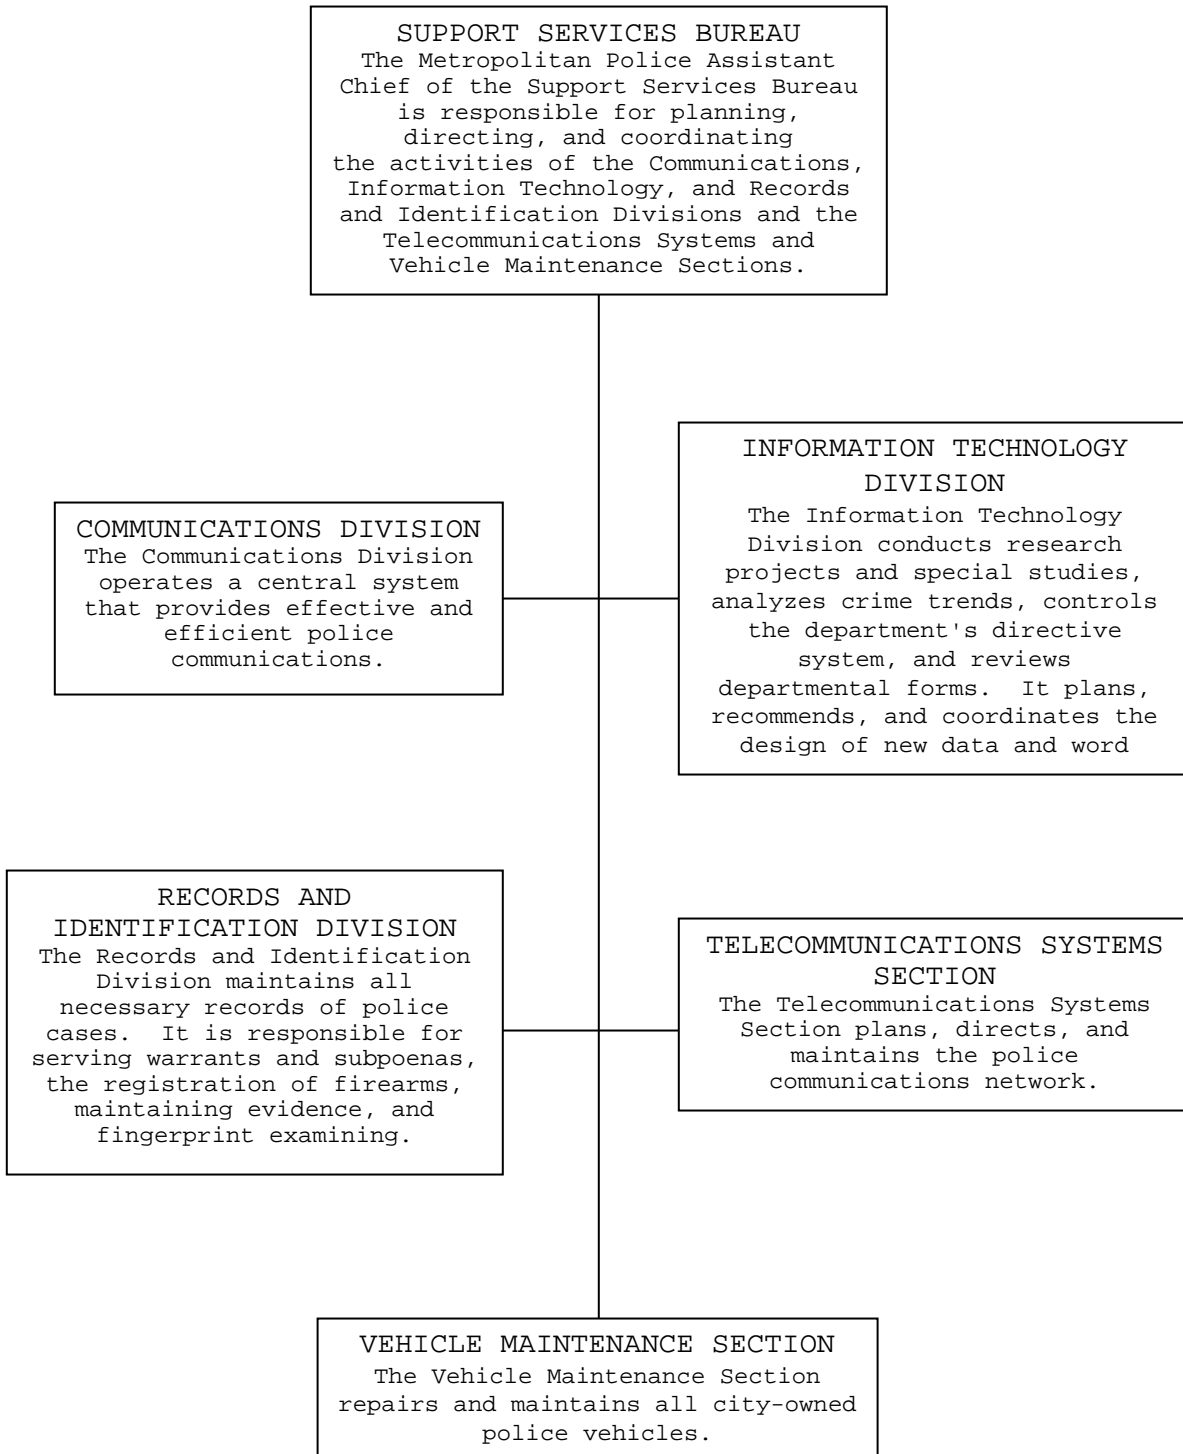 SUPPORT SERVICES BUREAU
The Metropolitan Police Assistant
Chief of the Support Services Bureau
is responsible for planning,
directing, and coordinating
the activities of the Communications,
Information Technology, and Records
and Identification Divisions and the
Telecommunications Systems and
Vehicle Maintenance Sections.
COMMUNICATIONS DIVISION
The Communications Division
operates a central system
that provides effective and
efficient police
communications.
INFORMATION TECHNOLOGY
DIVISION
The Information Technology
Division conducts research
projects and special studies,
analyzes crime trends, controls
the department's directive
system, and reviews
departmental forms.  It plans,
recommends, and coordinates the
design of new data and word
RECORDS AND
IDENTIFICATION DIVISION
The Records and Identification
Division maintains all
necessary records of police
cases.  It is responsible for
serving warrants and subpoenas,
the registration of firearms,
maintaining evidence, and
fingerprint examining.
TELECOMMUNICATIONS SYSTEMS
SECTION
The Telecommunications Systems
Section plans, directs, and
maintains the police
communications network.
VEHICLE MAINTENANCE SECTION
The Vehicle Maintenance Section
repairs and maintains all city-owned
police vehicles.